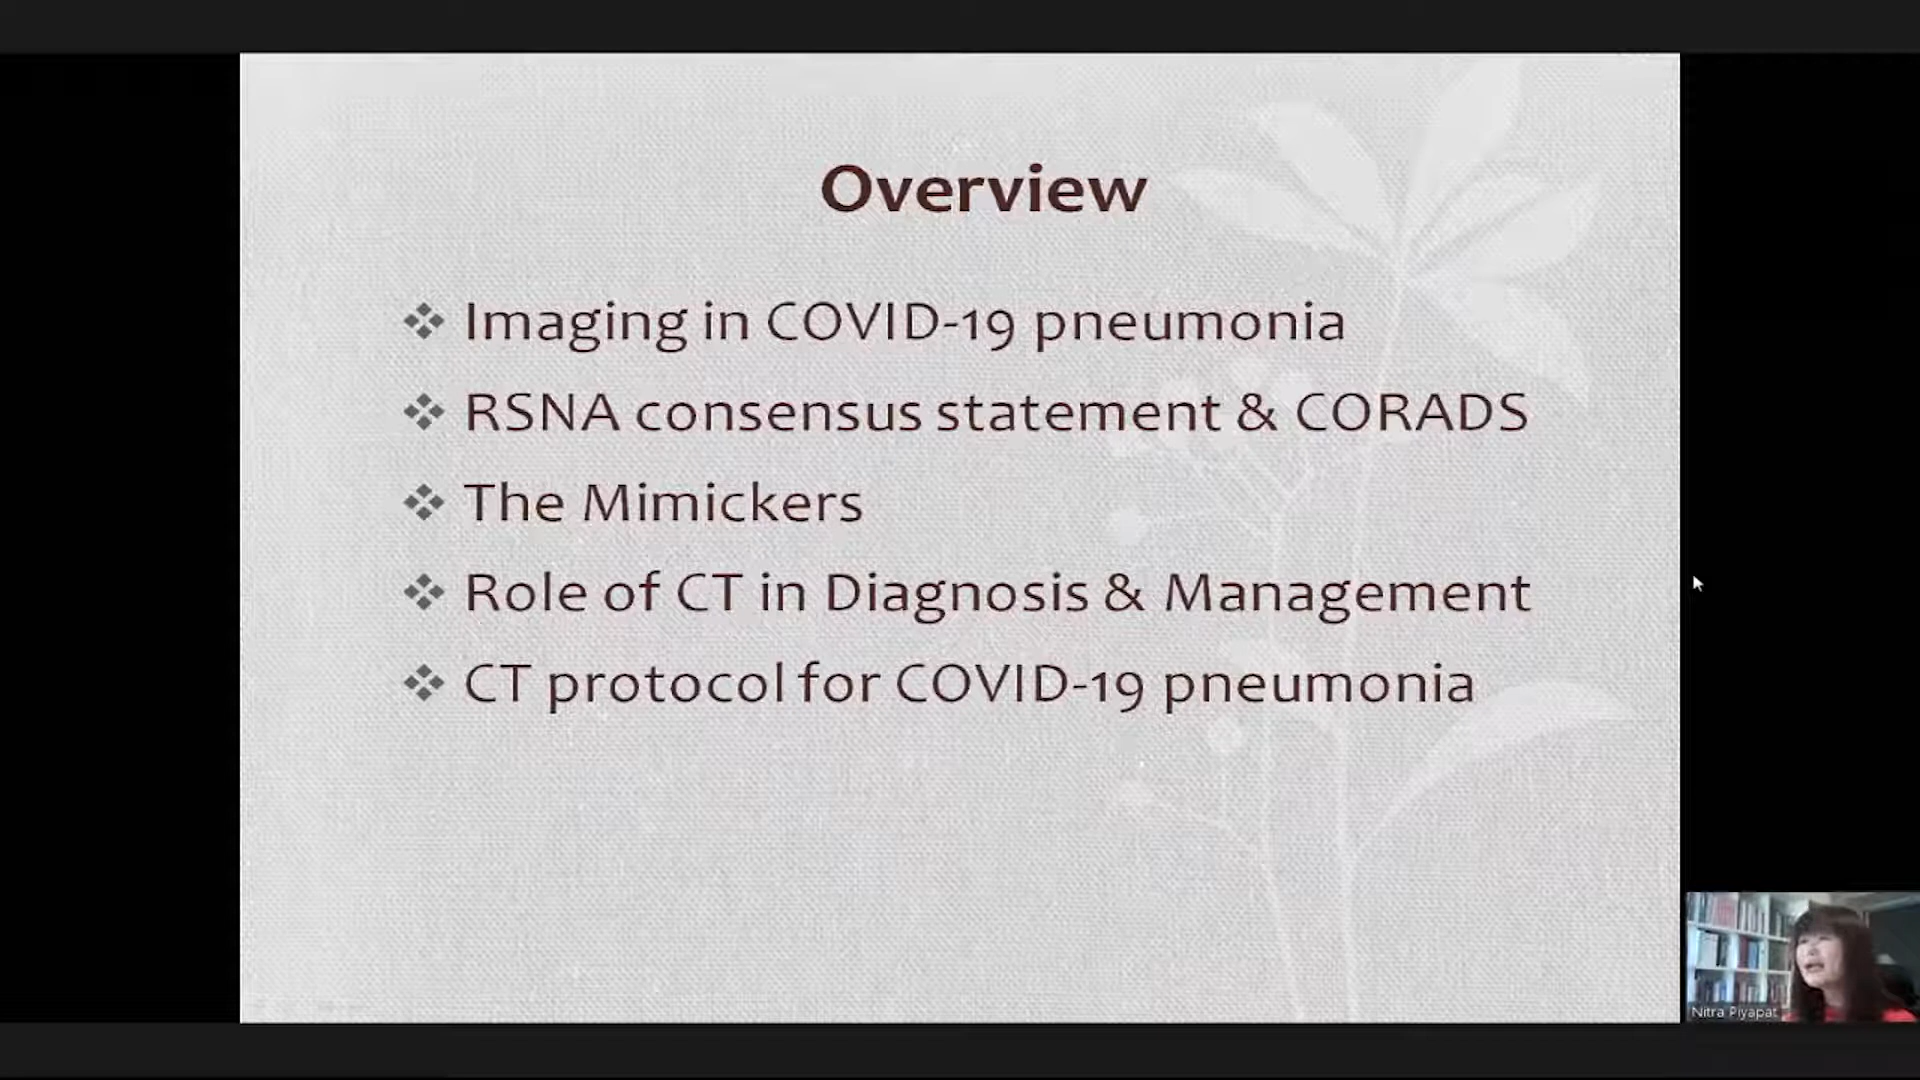 Overview
Imaging in COVID-19 pneumonia
RSNA consensus statement & CORADS
The Mimickers
Role of CT in Diagnosis & Management
CT protocol for COVID-19 pneumonia
Nitra Piyapat